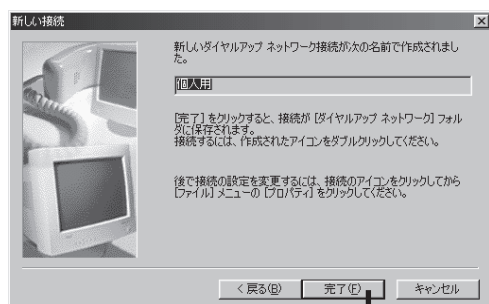 新しい接続
新しいダイヤルアップ ネットワーク接続が次の名前で作成されまし
た。
個人用
[完了] をクリックすると、接続が [ダイヤルアップ ネットワーク] フォル
ダに保存されます。
接続するには、作成されたアイコンをダブルクリックしてください。
後で接続の設定を変更するには、接続のアイコンをクリックしてから
[ファイル] メニューの [プロパティ] をクリックしてください。
< 戻る(B) 完了(F) キャンセル